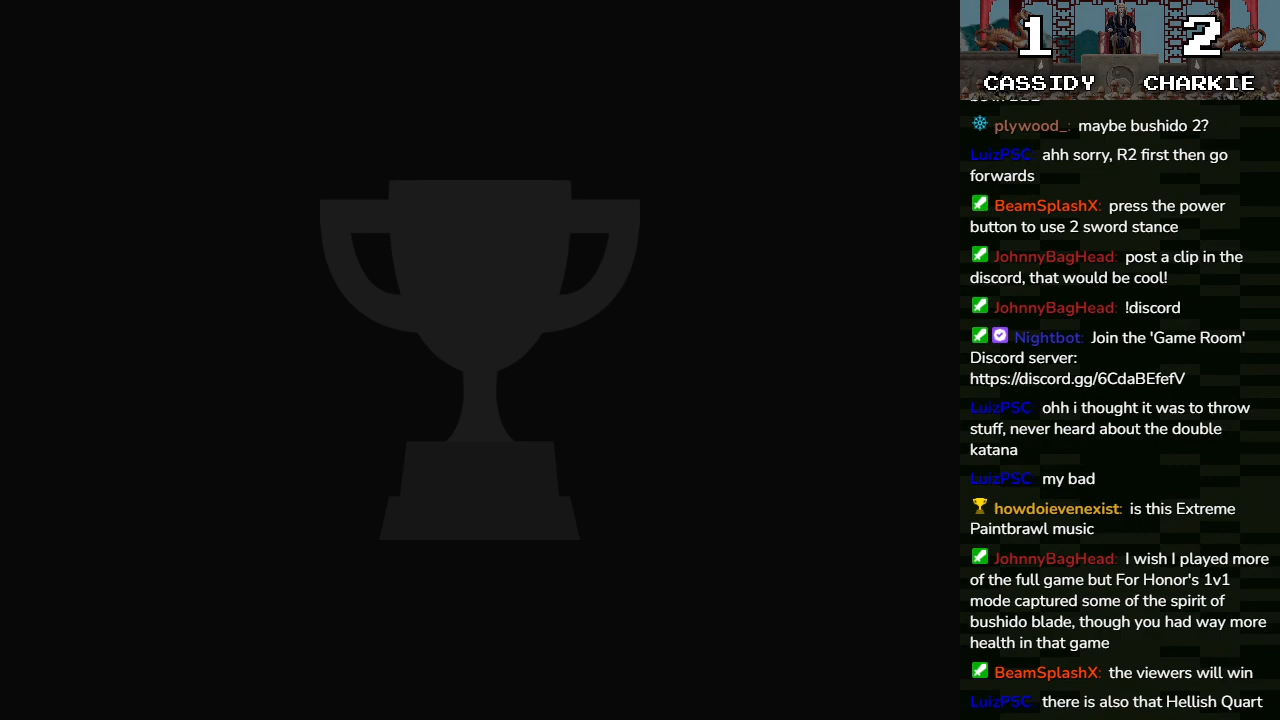 1 2
CASSIDY CHARKIE
plywood_: maybe bushido 2?
LuizPSC: ahh sorry, R2 first then go
forwards
BeamSplashX: press the power
button to use 2 sword stance
JohnnyBagHead: post a clip in the
discord, that would be cool!
JohnnyBagHead: !discord
Nightbot: Join the 'Game Room'
Discord server:
https://discord.gg/6CdaBEfefV
LuizPSC: ohh i thought it was to throw
stuff, never heard about the double
katana
LuizPSC: my bad
howdoievenexist: is this Extreme
Paintbrawl music
JohnnyBagHead: I wish I played more
of the full game but For Honor's 1v1
mode captured some of the spirit of
bushido blade, though you had way more
health in that game
BeamSplashX: the viewers will win
LuizPSC: there is also that Hellish Quart